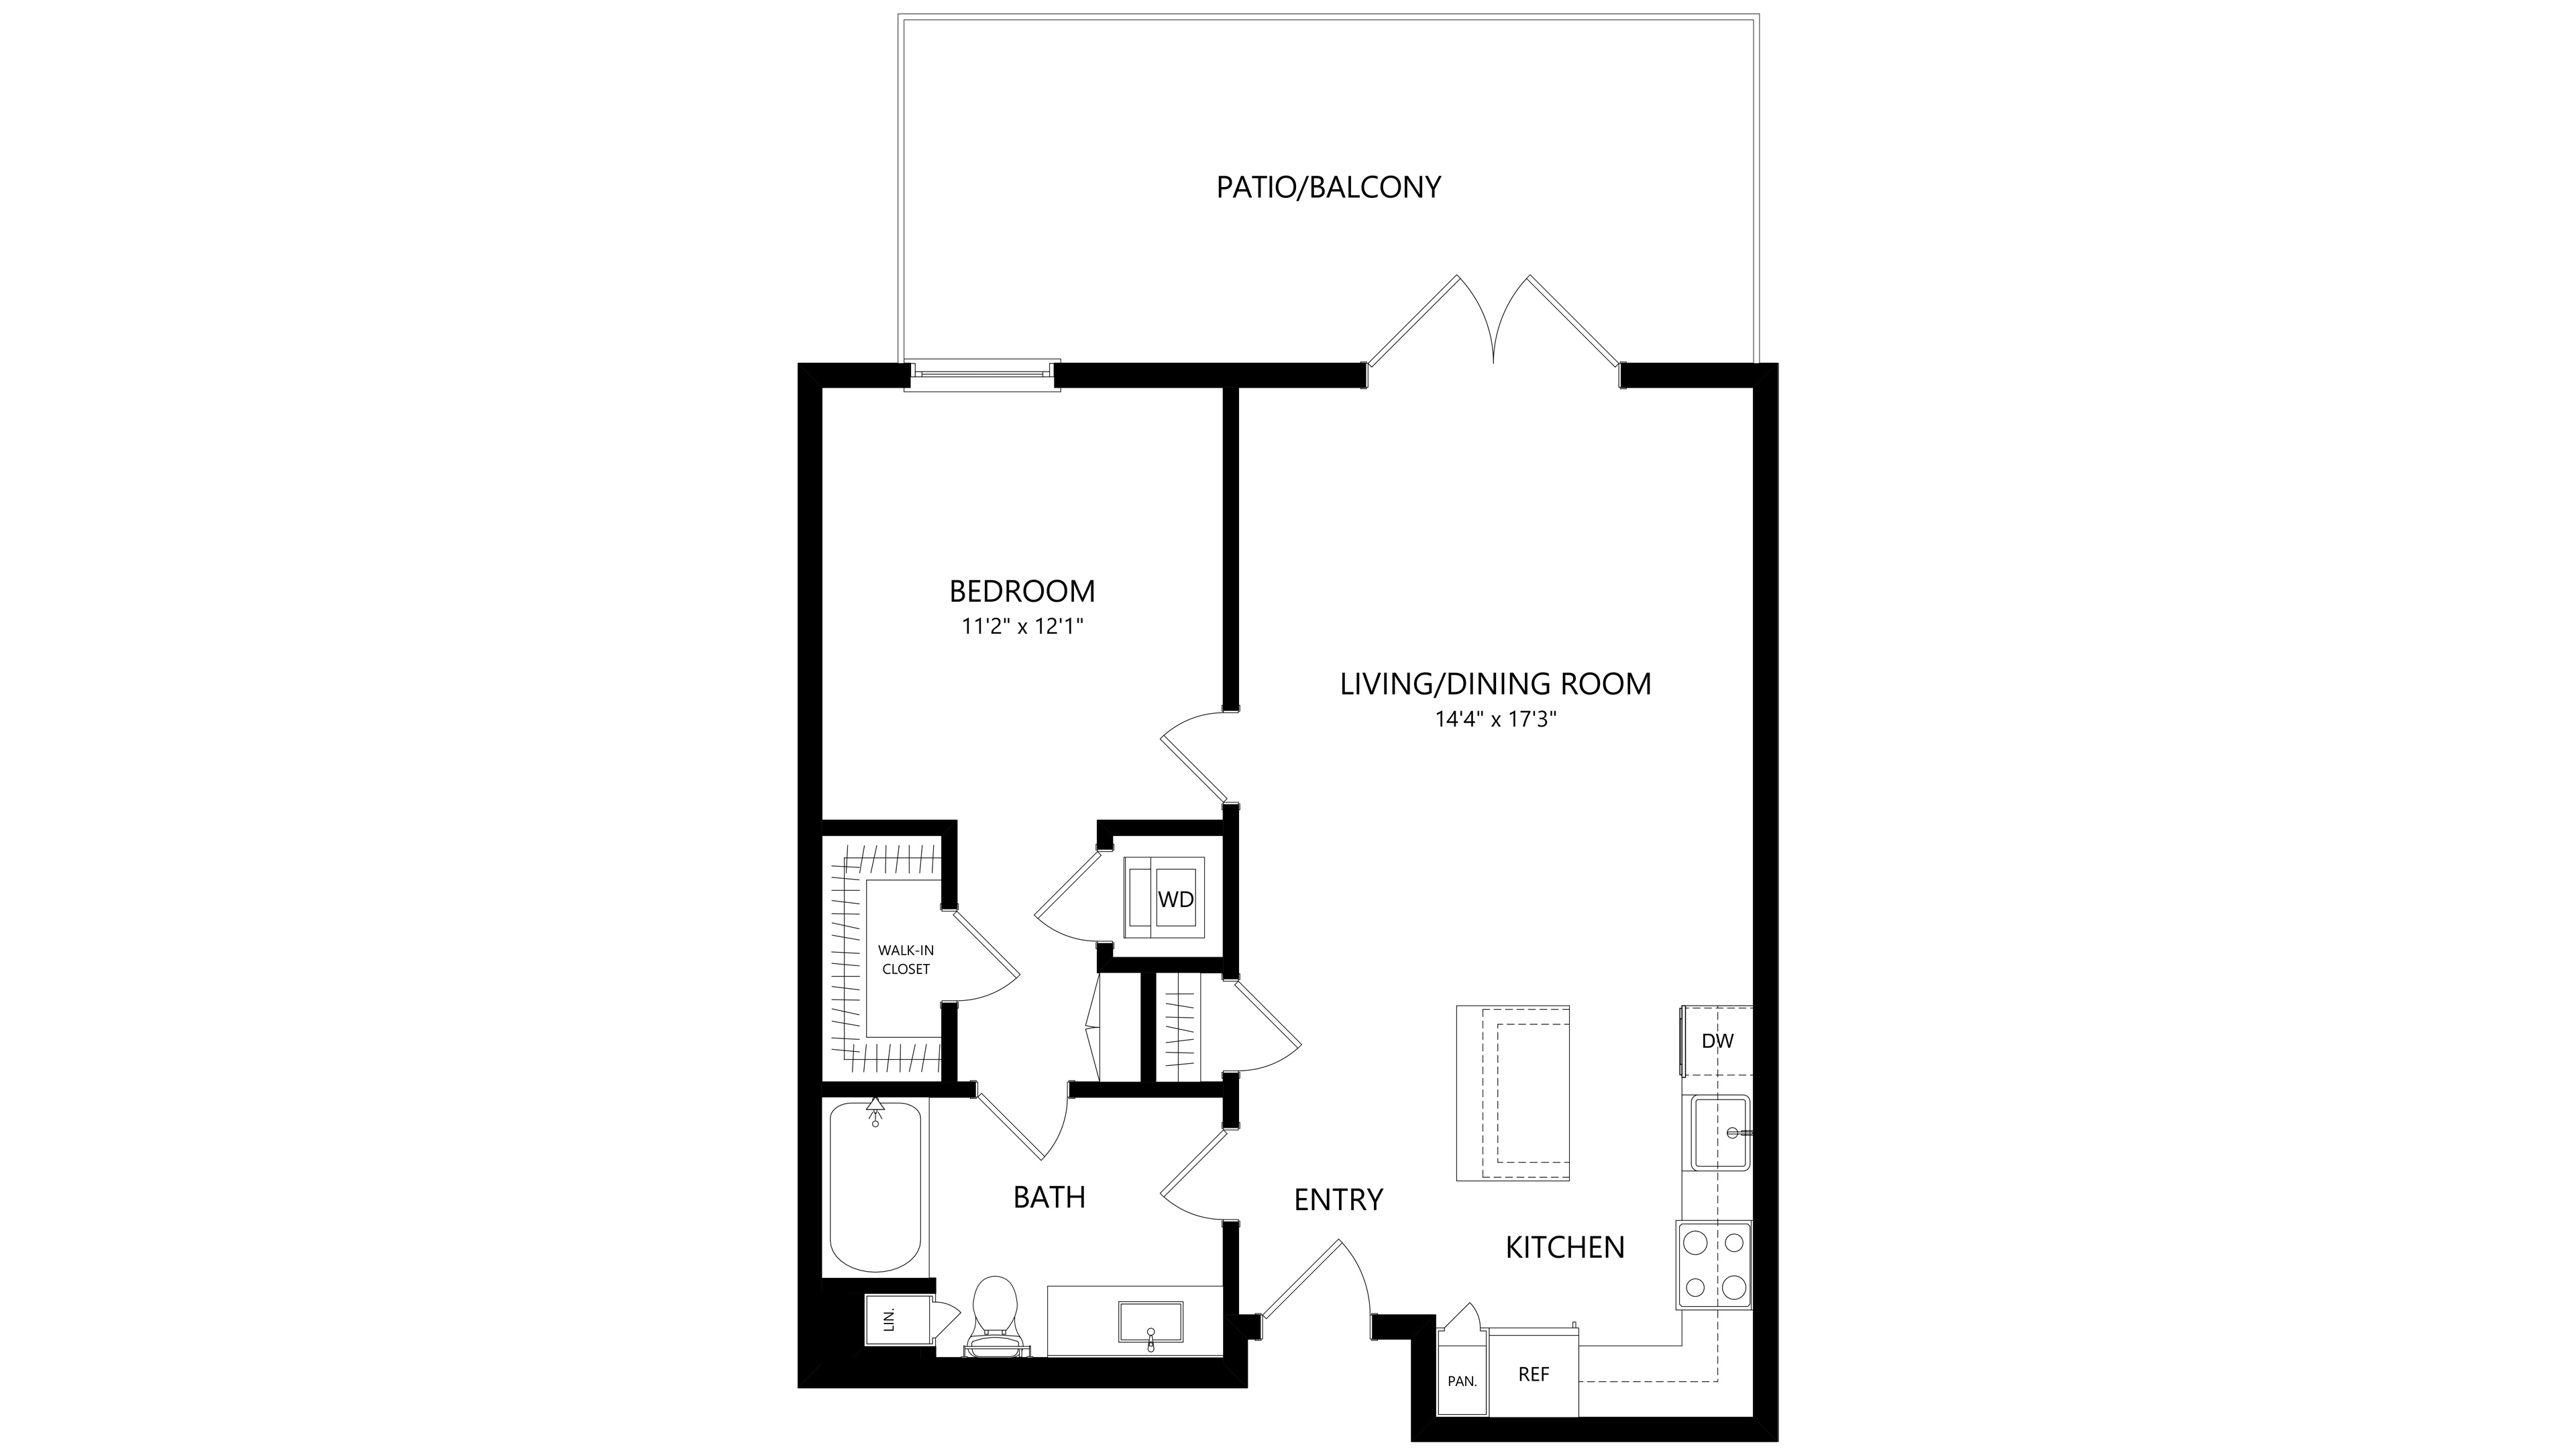 PATIO/BALCONY
BEDROOM
11'2" x 12'1"
LIVING/DINING ROOM
14'4" x 17'3"
WD
WALK-IN
CLOSET
DW
BATH
ENTRY
KITCHEN
LIN.
PAN.
REF